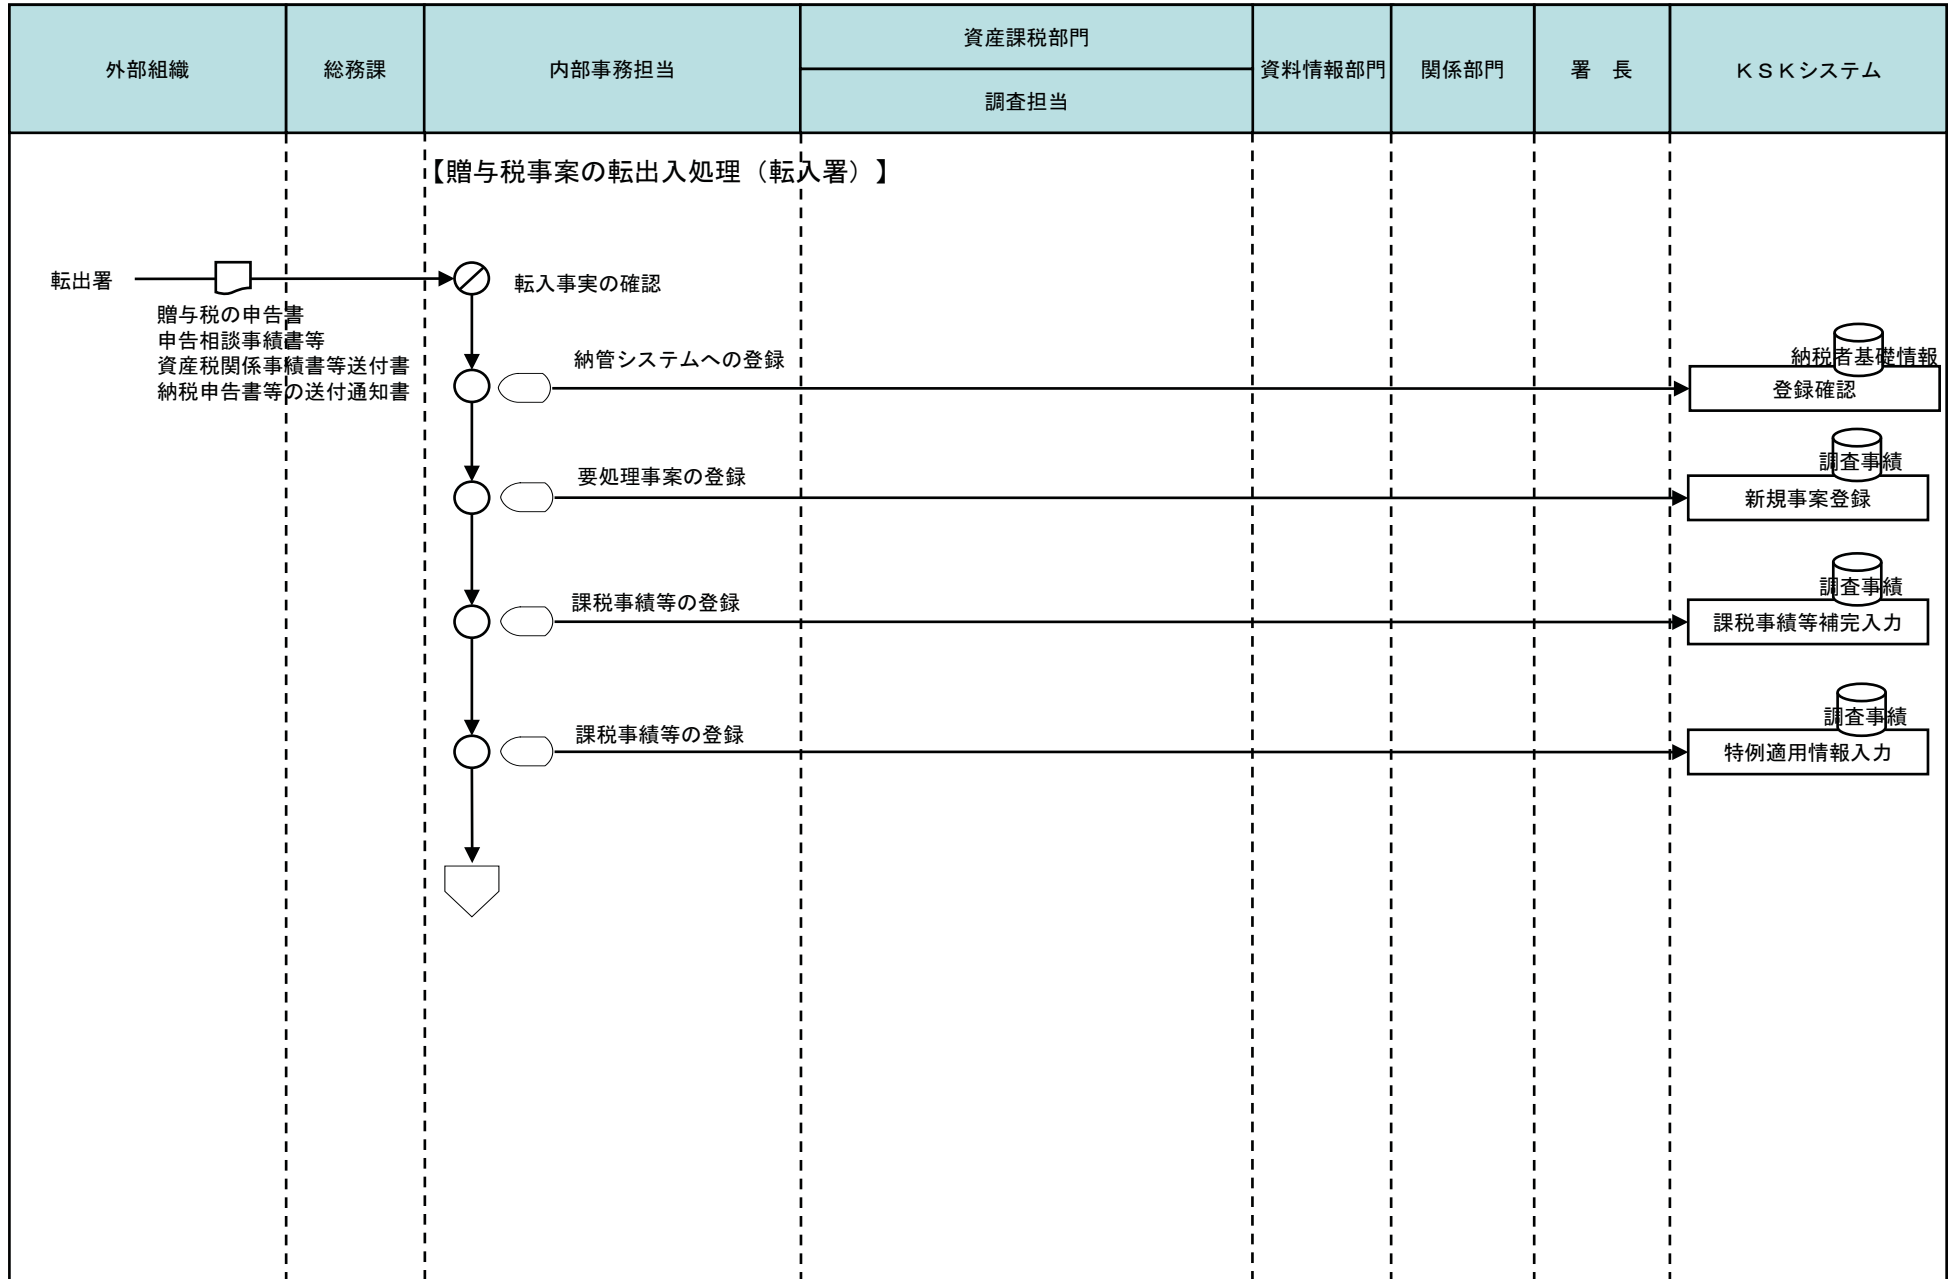 外部組織
総務課
内部事務担当
資産課税部門
調査担当
資料情報部門
関係部門
署　長
ＫＳＫシステム
【贈与税事案の転出入処理（転入署）】
転出署
転入事実の確認
贈与税の申告書
申告相談事績書等
資産税関係事績書等送付書
納税申告書等の送付通知書
納管システムへの登録
納税者基礎情報
登録確認
要処理事案の登録
調査事績
新規事案登録
課税事績等の登録
調査事績
課税事績等補完入力
課税事績等の登録
調査事績
特例適用情報入力